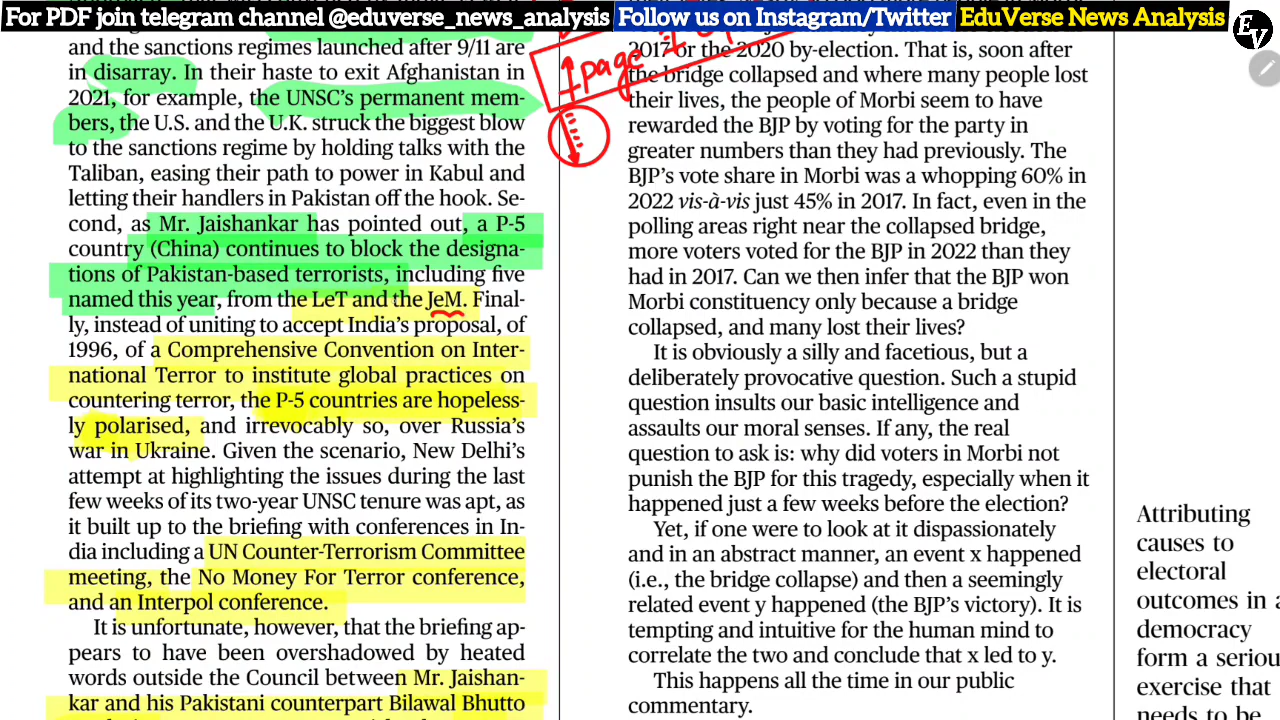 For PDF join telegram channel @eduverse_news_analysis Follow us on Instagram/Twitter EduVerse News Analysis
EV
and the sanctions regimes launched after 9/11 are
in disarray. In their haste to exit Afghanistan in
2021, for example, the UNSC's permanent mem-
bers, the U.S. and the U.K. struck the biggest blow
to the sanctions regime by holding talks with the
Taliban, easing their path to power in Kabul and
letting their handlers in Pakistan off the hook. Se-
cond, as Mr. Jaishankar has pointed out, a P-5
country (China) continues to block the designa-
tions of Pakistan-based terrorists, including five
named this year, from the LeT and the JeM. Final-
ly, instead of uniting to accept India's proposal, of
1996, of a Comprehensive Convention on Inter-
national Terror to institute global practices on
countering terror, the P-5 countries are hopeless-
ly polarised, and irrevocably so, over Russia's
war in Ukraine. Given the scenario, New Delhi's
attempt at highlighting the issues during the last
few weeks of its two-year UNSC tenure was apt, as
it built up to the briefing with conferences in In-
dia including a UN Counter-Terrorism Committee
meeting, the No Money For Terror conference,
and an Interpol conference.
It is unfortunate, however, that the briefing ap-
pears to have been overshadowed by heated
words outside the Council between Mr. Jaishan-
kar and his Pakistani counterpart Bilawal Bhutto
page
2017 or the 2020 by-election. That is, soon after
the bridge collapsed and where many people lost
their lives, the people of Morbi seem to have
rewarded the BJP by voting for the party in
greater numbers than they had previously. The
BJP's vote share in Morbi was a whopping 60% in
2022 vis-à-vis just 45% in 2017. In fact, even in the
polling areas right near the collapsed bridge,
more voters voted for the BJP in 2022 than they
had in 2017. Can we then infer that the BJP won
Morbi constituency only because a bridge
collapsed, and many lost their lives?
It is obviously a silly and facetious, but a
deliberately provocative question. Such a stupid
question insults our basic intelligence and
assaults our moral senses. If any, the real
question to ask is: why did voters in Morbi not
punish the BJP for this tragedy, especially when it
happened just a few weeks before the election?
Yet, if one were to look at it dispassionately
and in an abstract manner, an event x happened
(i.e., the bridge collapse) and then a seemingly
related event y happened (the BJP's victory). It is
tempting and intuitive for the human mind to
correlate the two and conclude that x led to y.
This happens all the time in our public
commentary.
Attributing
causes to
electoral
outcomes in a
democracy
form a serious
exercise that
needs to be